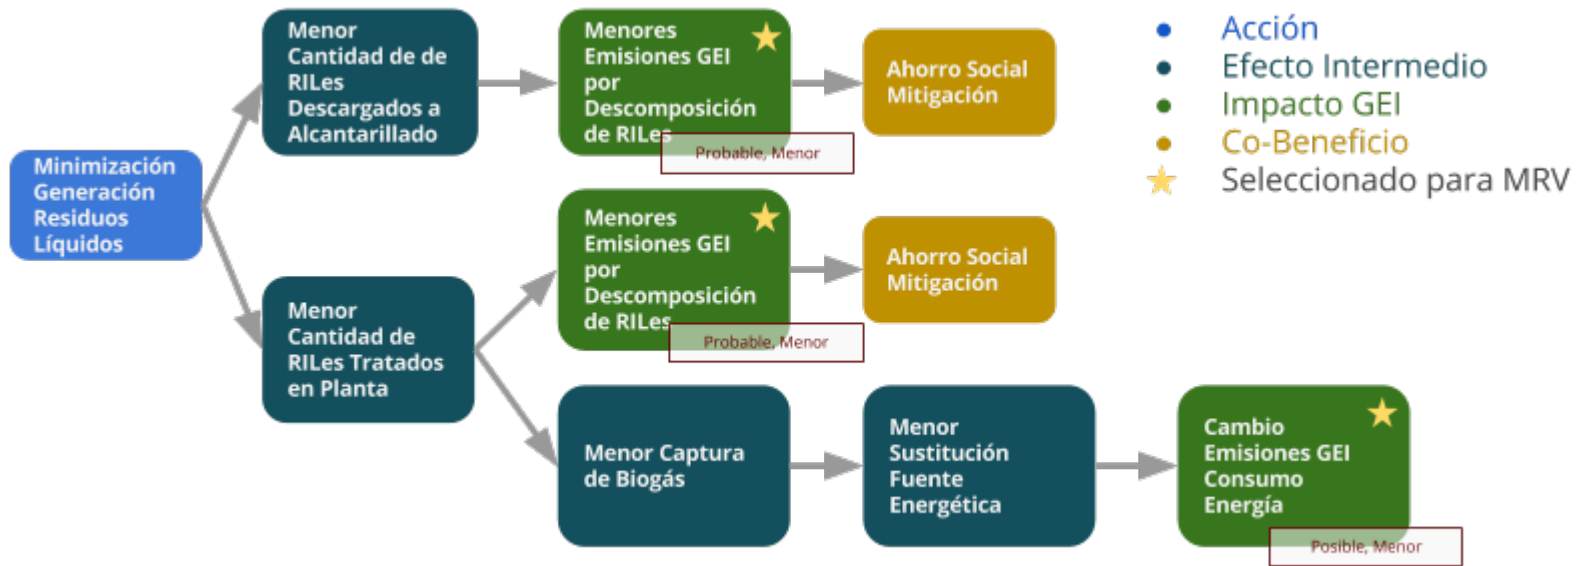 Minimización
Generación
Residuos
Líquidos
Menor
Cantidad de de
RILes
Descargados a
Alcantarillado
Menores
Emisiones GEI
por
Descomposición
de RILes
Probable, Menor
Ahorro Social
Mitigación
Menor
Cantidad de
RILes Tratados
en Planta
Menores
Emisiones GEI
por
Descomposición
de RILes
Probable, Menor
Ahorro Social
Mitigación
Menor Captura
de Biogás
Menor
Sustitución
Fuente
Energética
Cambio
Emisiones GEI
Consumo
Energía
Posible, Menor
Acción
Efecto Intermedio
Impacto GEI
Co-Beneficio
Seleccionado para MRV